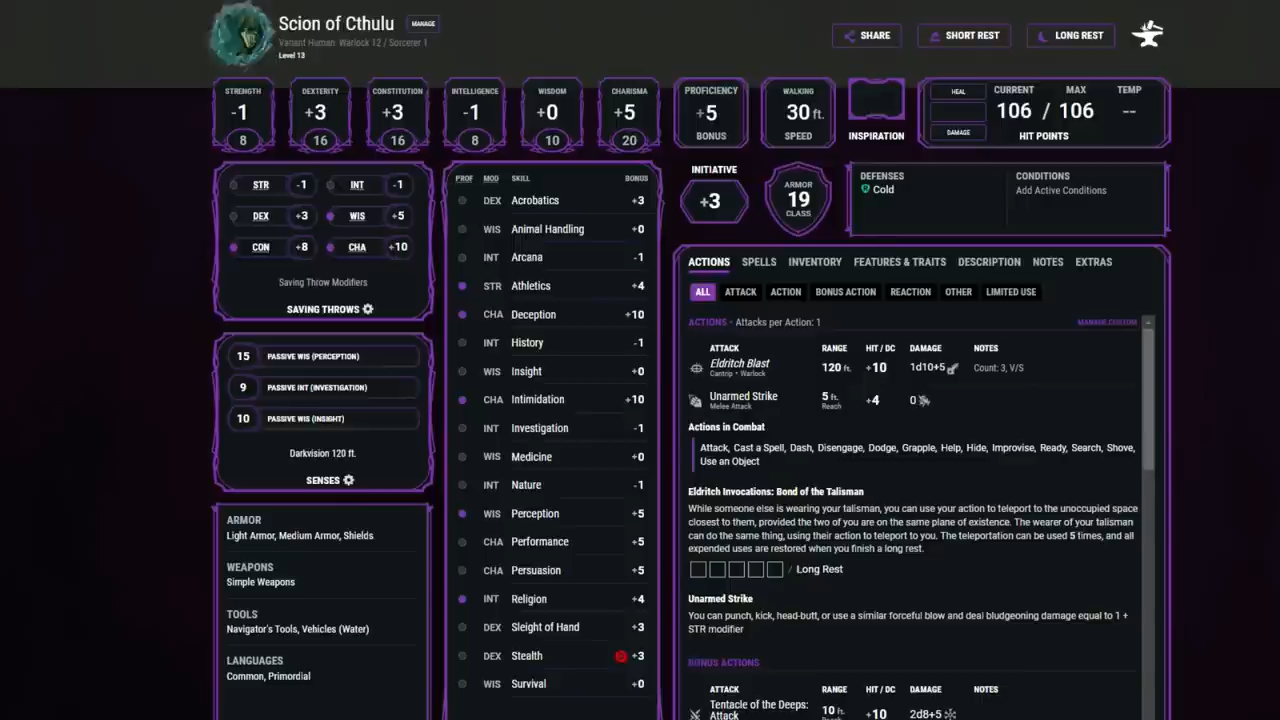 Scion of Cthulu MANAGE
Variant Human Warlock 12 / Sorcerer 1
Level 13
SHARE
SHORT REST
LONG REST
STRENGTH
-1
8
DEXTERITY
+3
16
CONSTITUTION
+3
16
INTELLIGENCE
-1
8
WISDOM
+0
10
CHARISMA
+5
20
PROFICIENCY
+5
BONUS
WALKING
30 ft.
SPEED
INSPIRATION
HEAL
DAMAGE
CURRENT MAX TEMP
106 / 106 --
HIT POINTS
STR -1 INT -1
DEX +3 WIS +5
CON +8 CHA +10
Saving Throw Modifiers
SAVING THROWS
15 PASSIVE WIS (PERCEPTION)
9 PASSIVE INT (INVESTIGATION)
10 PASSIVE WIS (INSIGHT)
Darkvision 120 ft.
SENSES
ARMOR
Light Armor, Medium Armor, Shields
WEAPONS
Simple Weapons
TOOLS
Navigator's Tools, Vehicles (Water)
LANGUAGES
Common, Primordial
PROF MOD SKILL BONUS
DEX Acrobatics +3
WIS Animal Handling +0
INT Arcana -1
STR Athletics +4
CHA Deception +10
INT History -1
WIS Insight +0
CHA Intimidation +10
INT Investigation -1
WIS Medicine +0
INT Nature -1
WIS Perception +5
CHA Performance +5
CHA Persuasion +5
INT Religion +4
DEX Sleight of Hand +3
DEX Stealth +3
WIS Survival +0
INITIATIVE
+3
ARMOR
19
CLASS
DEFENSES
Cold
CONDITIONS
Add Active Conditions
ACTIONS SPELLS INVENTORY FEATURES & TRAITS DESCRIPTION NOTES EXTRAS
ALL ATTACK ACTION BONUS ACTION REACTION OTHER LIMITED USE
ACTIONS • Attacks per Action: 1 MANAGE CUSTOM
ATTACK RANGE HIT / DC DAMAGE NOTES
Eldritch Blast 120 ft. +10 1d10+5 Count: 3, V/S
Cantrip • Warlock
Unarmed Strike 5 ft. +4 0
Melee Attack Reach
Actions in Combat
Attack, Cast a Spell, Dash, Disengage, Dodge, Grapple, Help, Hide, Improvise, Ready, Search, Shove,
Use an Object
Eldritch Invocations: Bond of the Talisman
While someone else is wearing your talisman, you can use your action to teleport to the unoccupied space
closest to them, provided the two of you are on the same plane of existence. The wearer of your talisman
can do the same thing, using their action to teleport to you. The teleportation can be used 5 times, and all
expended uses are restored when you finish a long rest.
/ Long Rest
Unarmed Strike
You can punch, kick, head-butt, or use a similar forceful blow and deal bludgeoning damage equal to 1 +
STR modifier
BONUS ACTIONS
ATTACK RANGE HIT / DC DAMAGE NOTES
Tentacle of the Deeps: 10 ft. +10 2d8+5
Attack